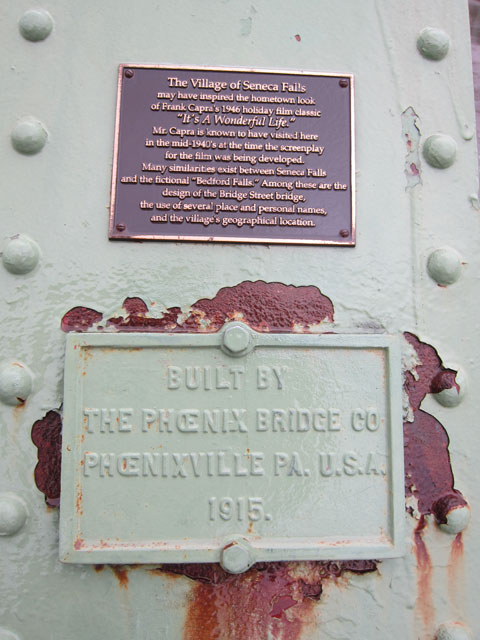 The Village of Seneca Falls
may have inspired the hometown look
of Frank Capra's 1946 holiday film classic
"It's A Wonderful Life."
Mr. Capra is known to have visited here
in the mid-1940's at the time the screenplay
for the film was being developed.
Many similarities exist between Seneca Falls
and the fictional "Bedford Falls." Among these are the
design of the Bridge Street bridge,
the use of several place and personal names,
and the village's geographical location.
BUILT BY
THE PHŒNIX BRIDGE CO
PHŒNIXVILLE PA. U.S.A.
1915.